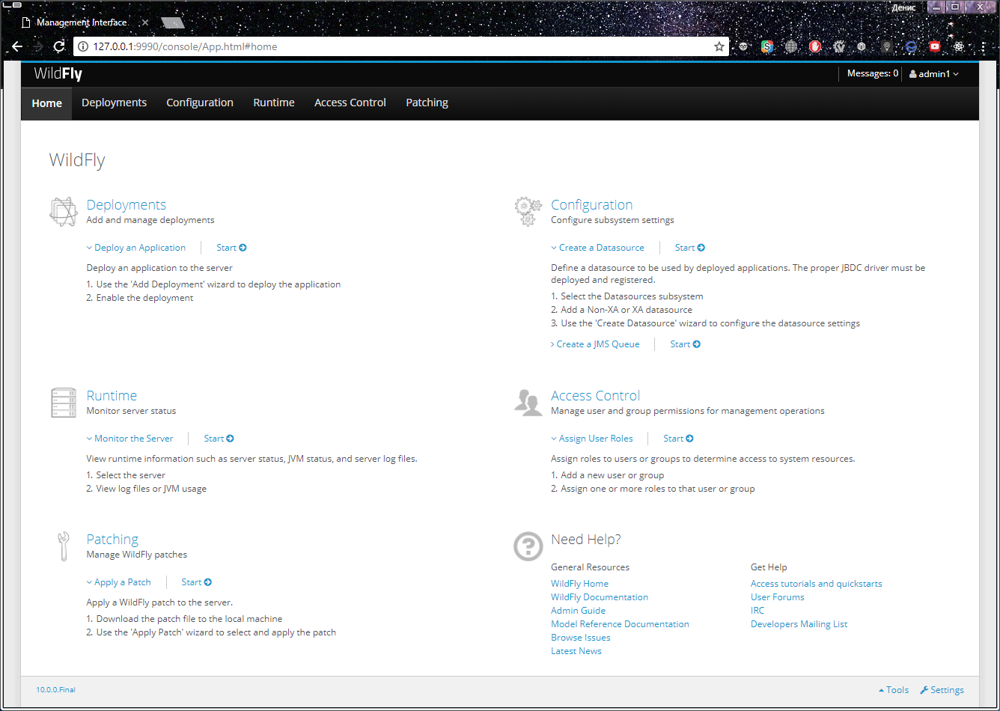 Денис
Management Interface
127.0.0.1:9990/console/App.html#home
WildFly
Messages: 0
admin1
Home
Deployments
Configuration
Runtime
Access Control
Patching
WildFly
Deployments
Add and manage deployments
Deploy an Application
Start
Deploy an application to the server
1. Use the 'Add Deployment' wizard to deploy the application
2. Enable the deployment
Configuration
Configure subsystem settings
Create a Datasource
Start
Define a datasource to be used by deployed applications. The proper JBDC driver must be
deployed and registered.
1. Select the Datasources subsystem
2. Add a Non-XA or XA datasource
3. Use the 'Create Datasource' wizard to configure the datasource settings
Create a JMS Queue
Start
Runtime
Monitor server status
Monitor the Server
Start
View runtime information such as server status, JVM status, and server log files.
1. Select the server
2. View log files or JVM usage
Access Control
Manage user and group permissions for management operations
Assign User Roles
Start
Assign roles to users or groups to determine access to system resources.
1. Add a new user or group
2. Assign one or more roles to that user or group
Patching
Manage WildFly patches
Apply a Patch
Start
Apply a WildFly patch to the server.
1. Download the patch file to the local machine
2. Use the 'Apply Patch' wizard to select and apply the patch
Need Help?
General Resources
WildFly Home
WildFly Documentation
Admin Guide
Model Reference Documentation
Browse Issues
Latest News
Get Help
Access tutorials and quickstarts
User Forums
IRC
Developers Mailing List
10.0.0.Final
Tools
Settings